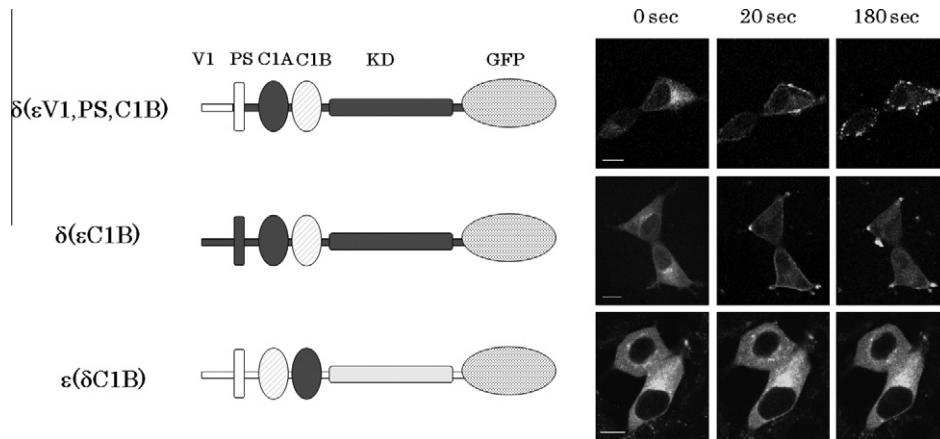 0 sec 20 sec 180 sec
V1 PS C1A C1B KD GFP
δ(εV1,PS,C1B)
δ(εC1B)
ε(δC1B)